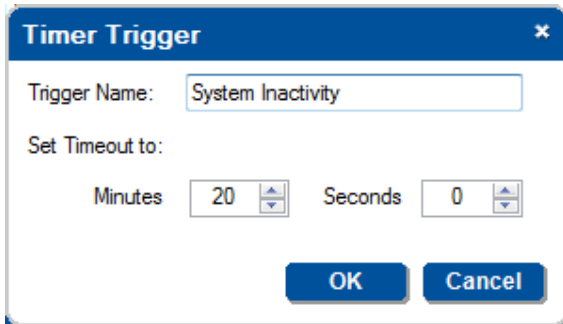 Timer Trigger
Trigger Name: System Inactivity
Set Timeout to:
Minutes 20 Seconds 0
OK Cancel